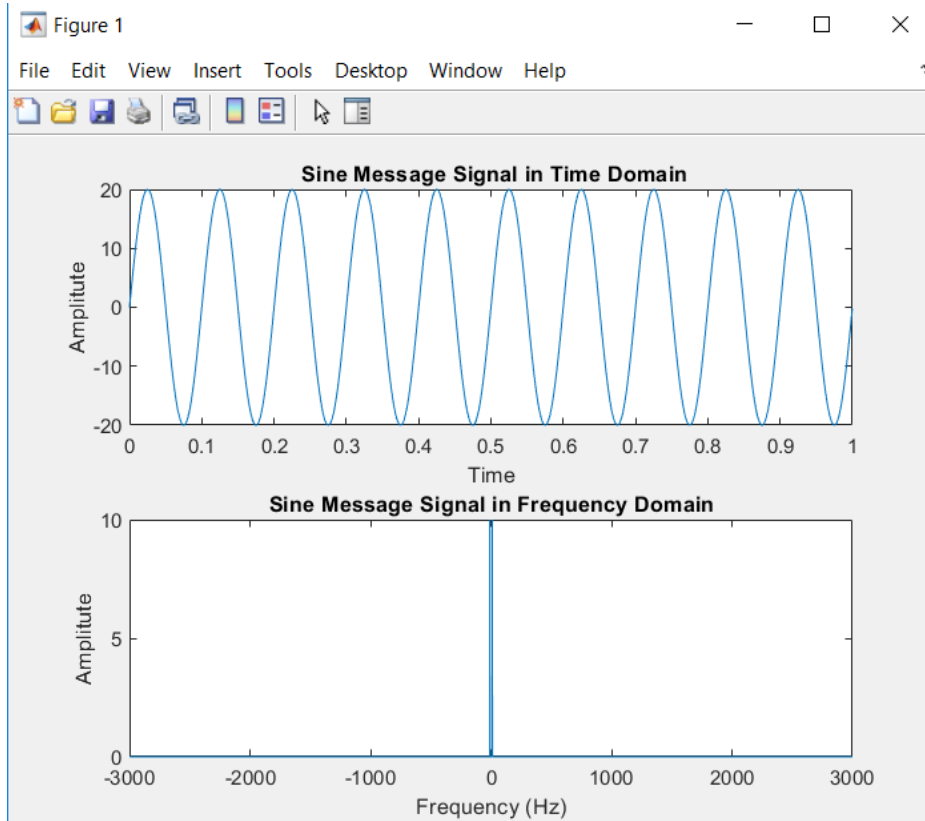 Figure 1
File Edit View Insert Tools Desktop Window Help
Sine Message Signal in Time Domain
20
10
0
-10
-20
Amplitute
0 0.1 0.2 0.3 0.4 0.5 0.6 0.7 0.8 0.9 1
Time
Sine Message Signal in Frequency Domain
10
5
0
Amplitute
-3000 -2000 -1000 0 1000 2000 3000
Frequency (Hz)